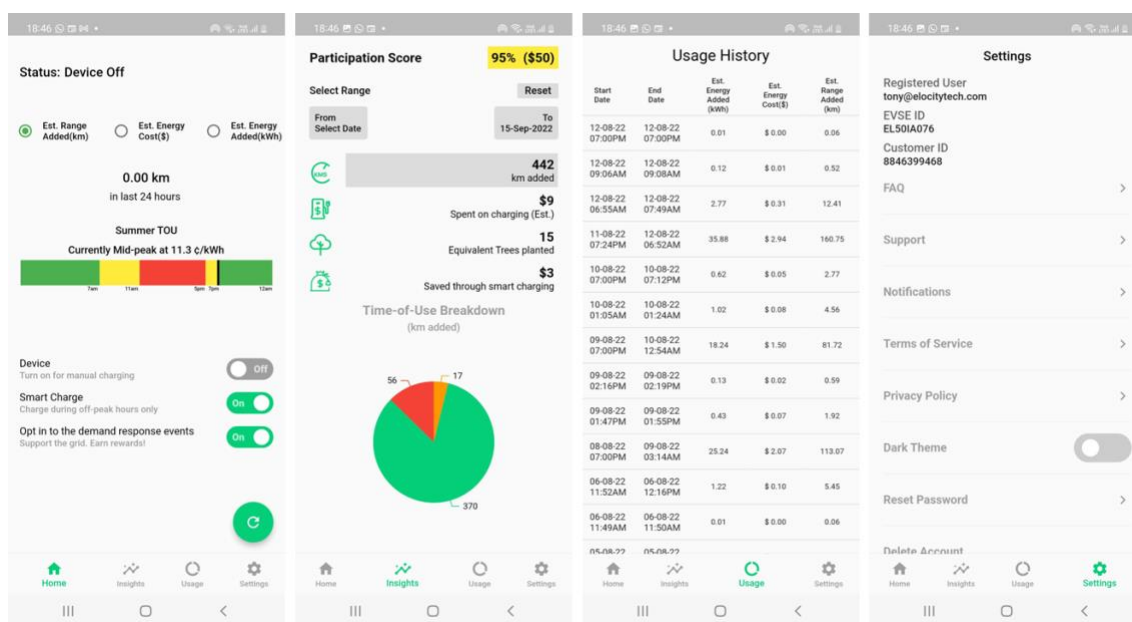 18:46
Status: Device Off
Est. Range Added(km)
Est. Energy Cost($)
Est. Energy Added(kWh)
0.00 km
in last 24 hours
Summer TOU
Currently Mid-peak at 11.3 ¢/kWh
7am 11am 5pm 7pm 12am
Device
Turn on for manual charging
Off
Smart Charge
Charge during off-peak hours only
On
Opt in to the demand response events
Support the grid. Earn rewards!
On
Home Insights Usage Settings
18:46
Participation Score 95% ($50)
Select Range Reset
From
Select Date
To
15-Sep-2022
KMS
442
km added
$9
Spent on charging (Est.)
15
Equivalent Trees planted
$3
Saved through smart charging
Time-of-Use Breakdown
(km added)
56 17
370
Home Insights Usage Settings
18:46
Usage History
Start Date
End Date
Est. Energy Added (kWh)
Est. Energy Cost($)
Est. Range Added (km)
12-08-22 07:00PM 12-08-22 07:00PM 0.01 $ 0.00 0.06
12-08-22 09:06AM 12-08-22 09:08AM 0.12 $ 0.01 0.52
12-08-22 06:55AM 12-08-22 07:49AM 2.77 $ 0.31 12.41
11-08-22 07:24PM 12-08-22 06:52AM 35.88 $ 2.94 160.75
10-08-22 07:00PM 10-08-22 07:12PM 0.62 $ 0.05 2.77
10-08-22 01:05AM 10-08-22 01:24AM 1.02 $ 0.08 4.56
09-08-22 07:00PM 10-08-22 12:54AM 18.24 $ 1.50 81.72
09-08-22 02:16PM 09-08-22 02:19PM 0.13 $ 0.02 0.59
09-08-22 01:47PM 09-08-22 01:55PM 0.43 $ 0.07 1.92
08-08-22 07:00PM 09-08-22 03:14AM 25.24 $ 2.07 113.07
06-08-22 11:52AM 06-08-22 12:16PM 1.22 $ 0.10 5.45
06-08-22 11:49AM 06-08-22 11:50AM 0.01 $ 0.00 0.06
05-08-22 05-08-22
Home Insights Usage Settings
18:46
Settings
Registered User
tony@elocitytech.com
EVSE ID
EL50IA076
Customer ID
8846399468
FAQ
Support
Notifications
Terms of Service
Privacy Policy
Dark Theme
Reset Password
Delete Account
Home Insights Usage Settings